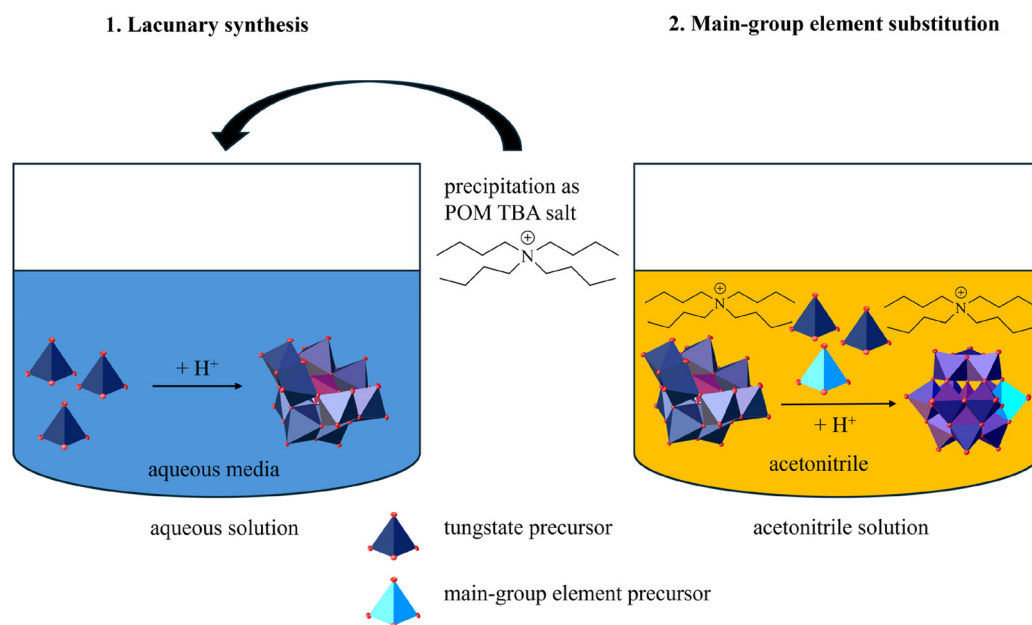 1. Lacunary synthesis
2. Main-group element substitution
precipitation as
POM TBA salt
+
N
+ H+
aqueous media
aqueous solution
+
N
+
N
+ H+
acetonitrile
acetonitrile solution
tungstate precursor
main-group element precursor